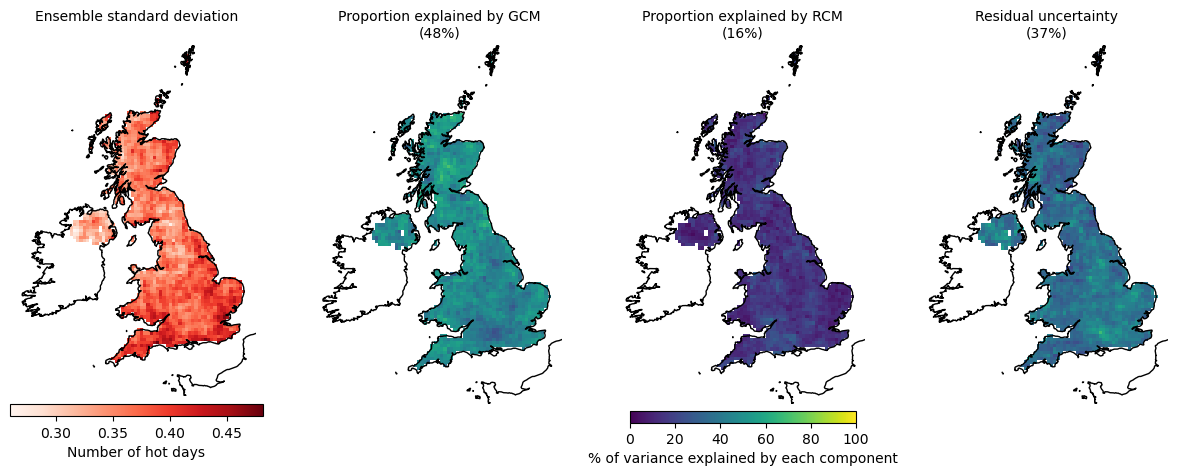 Ensemble standard deviation
Proportion explained by GCM
(48%)
Proportion explained by RCM
(16%)
Residual uncertainty
(37%)
0.30 0.35 0.40 0.45
Number of hot days
0 20 40 60 80 100
% of variance explained by each component